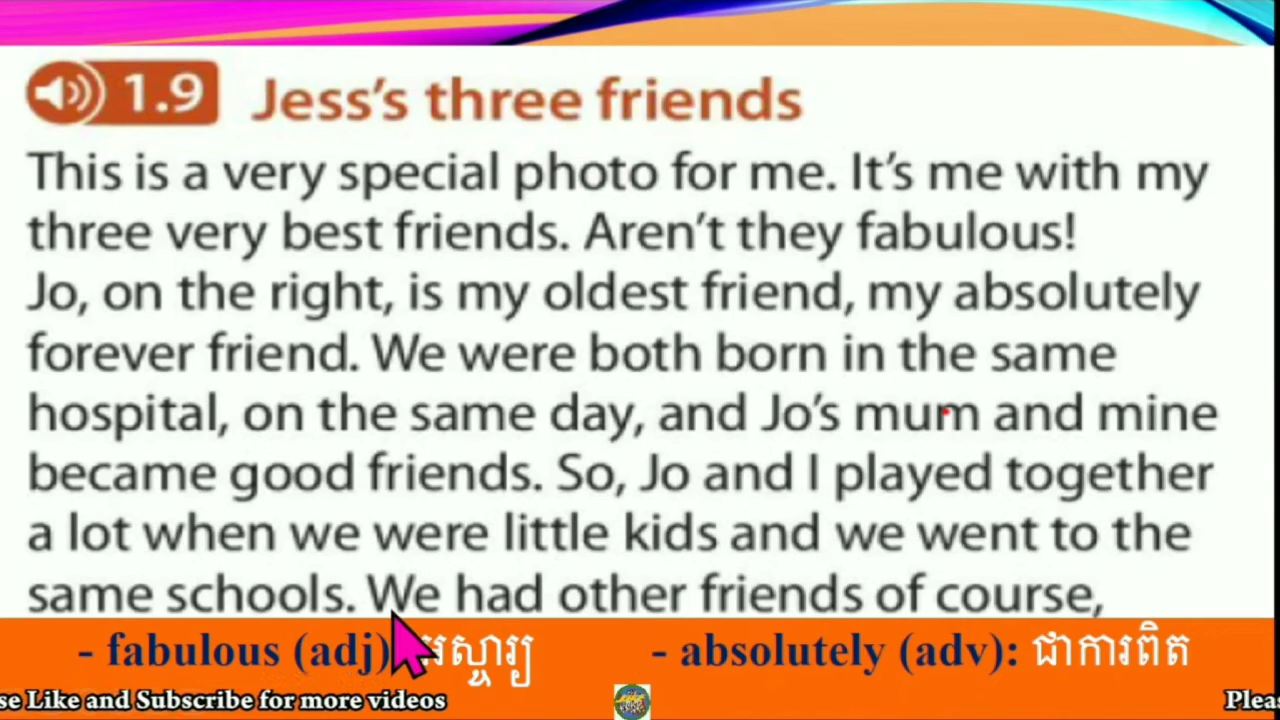 1.9 Jess's three friends
This is a very special photo for me. It's me with my
three very best friends. Aren't they fabulous!
Jo, on the right, is my oldest friend, my absolutely
forever friend. We were both born in the same
hospital, on the same day, and Jo's mum and mine
became good friends. So, Jo and I played together
a lot when we were little kids and we went to the
same schools. We had other friends of course,
- fabulous (adj) - absolutely (adv): ជាការពិត
Like and Subscribe for more videos